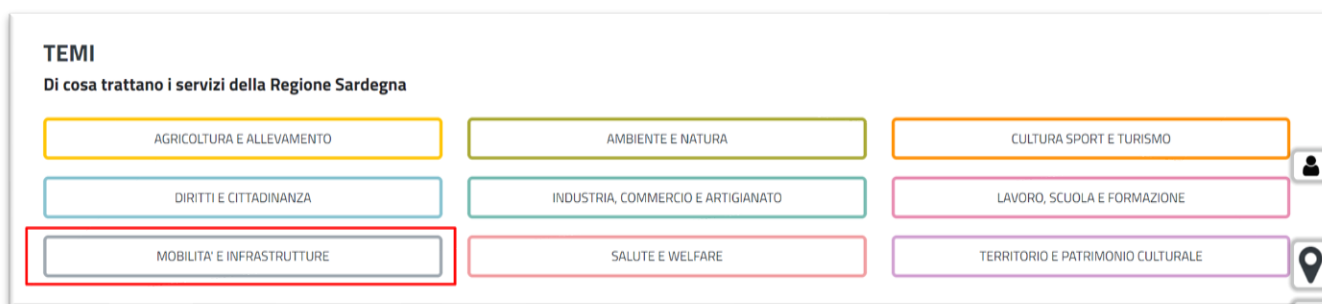 TEMI
Di cosa trattano i servizi della Regione Sardegna
AGRICOLTURA E ALLEVAMENTO
AMBIENTE E NATURA
CULTURA SPORT E TURISMO
DIRITTI E CITTADINANZA
INDUSTRIA, COMMERCIO E ARTIGIANATO
LAVORO, SCUOLA E FORMAZIONE
MOBILITA' E INFRASTRUTTURE
SALUTE E WELFARE
TERRITORIO E PATRIMONIO CULTURALE